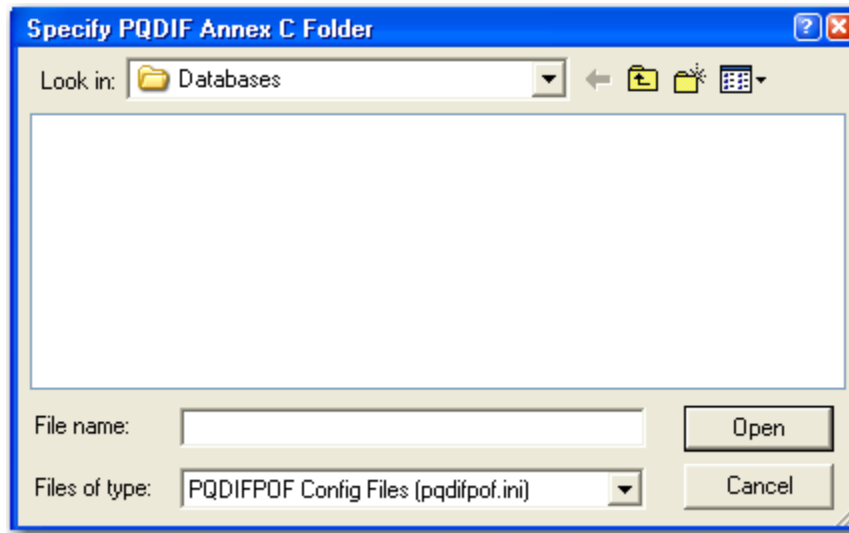 Specify PQDIF Annex C Folder
Look in: Databases
File name: Open
Files of type: PQDIFPOF Config Files (pqdifpof.ini) Cancel